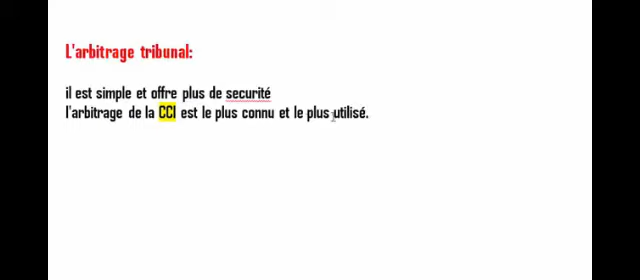 L'arbitrage tribunal:
il est simple et offre plus de securité
l'arbitrage de la CCI est le plus connu et le plus utilisé.